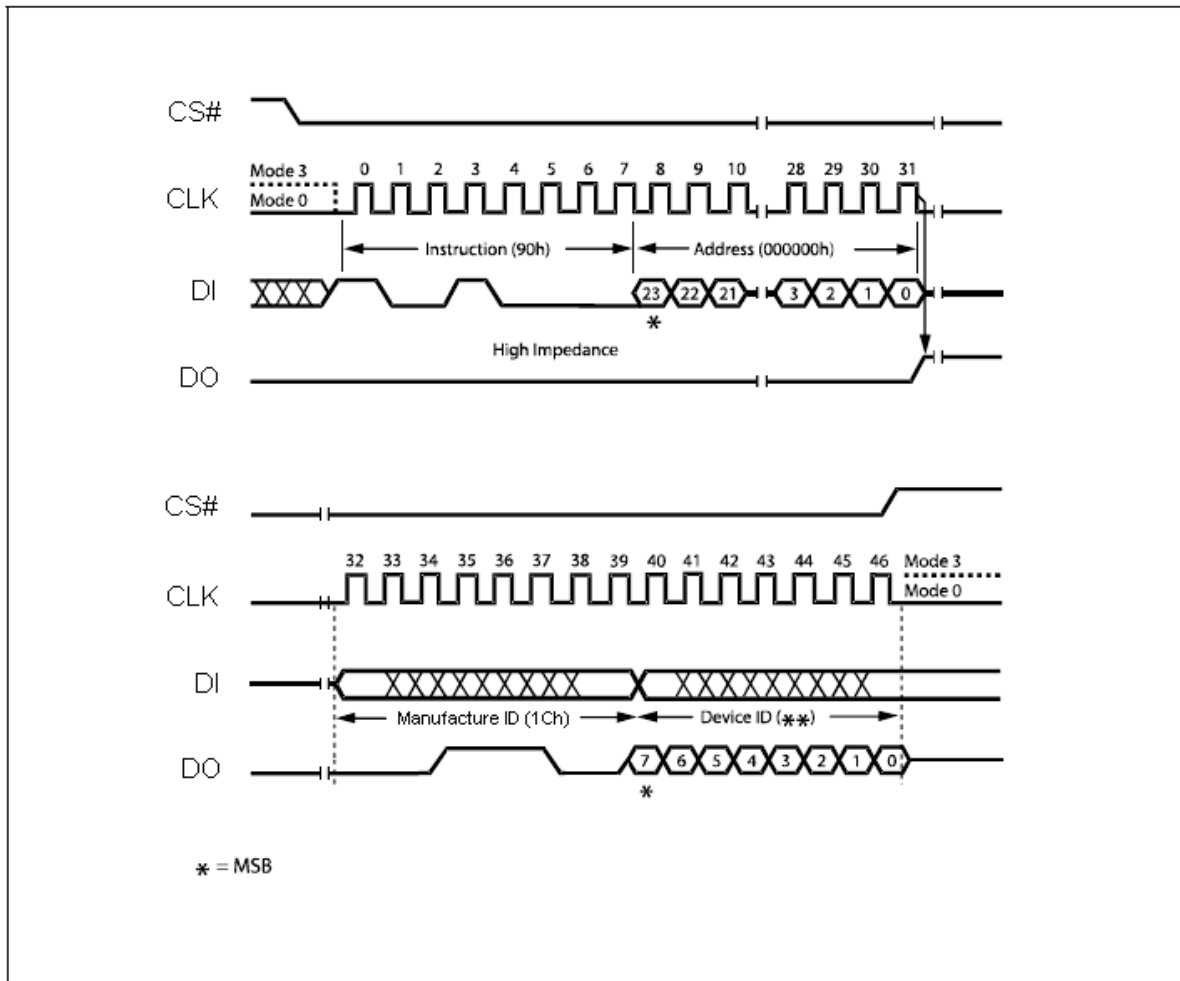 CS#
Mode 3 0 1 2 3 4 5 6 7 8 9 10 28 29 30 31
CLK Mode 0
Instruction (90h) Address (000000h)
DI 23 22 21 3 2 1 0
*
High Impedance
DO
CS#
32 33 34 35 36 37 38 39 40 41 42 43 44 45 46 Mode 3
CLK Mode 0
DI
Manufacture ID (1Ch) Device ID (**)
DO 7 6 5 4 3 2 1 0
*
* = MSB